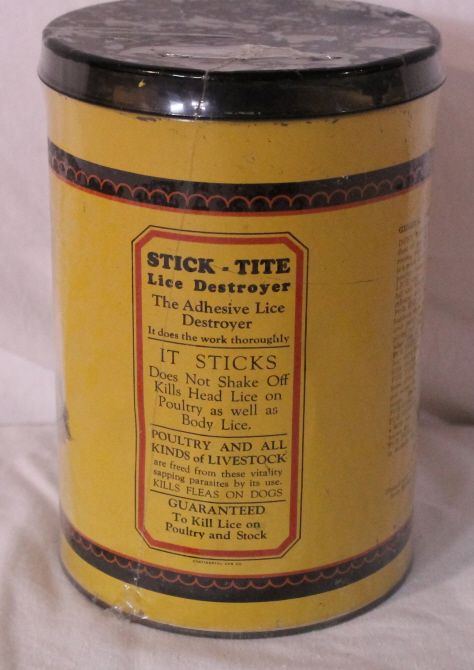 STICK - TITE
Lice Destroyer
The Adhesive Lice
Destroyer
It does the work thoroughly
IT STICKS
Does Not Shake Off
Kills Head Lice on
Poultry as well as
Body Lice.
POULTRY AND ALL
KINDS of LIVESTOCK
are freed from these vitality
sapping parasites by its use.
KILLS FLEAS ON DOGS
GUARANTEED
To Kill Lice on
Poultry and Stock
CONTINENTAL CAN CO.